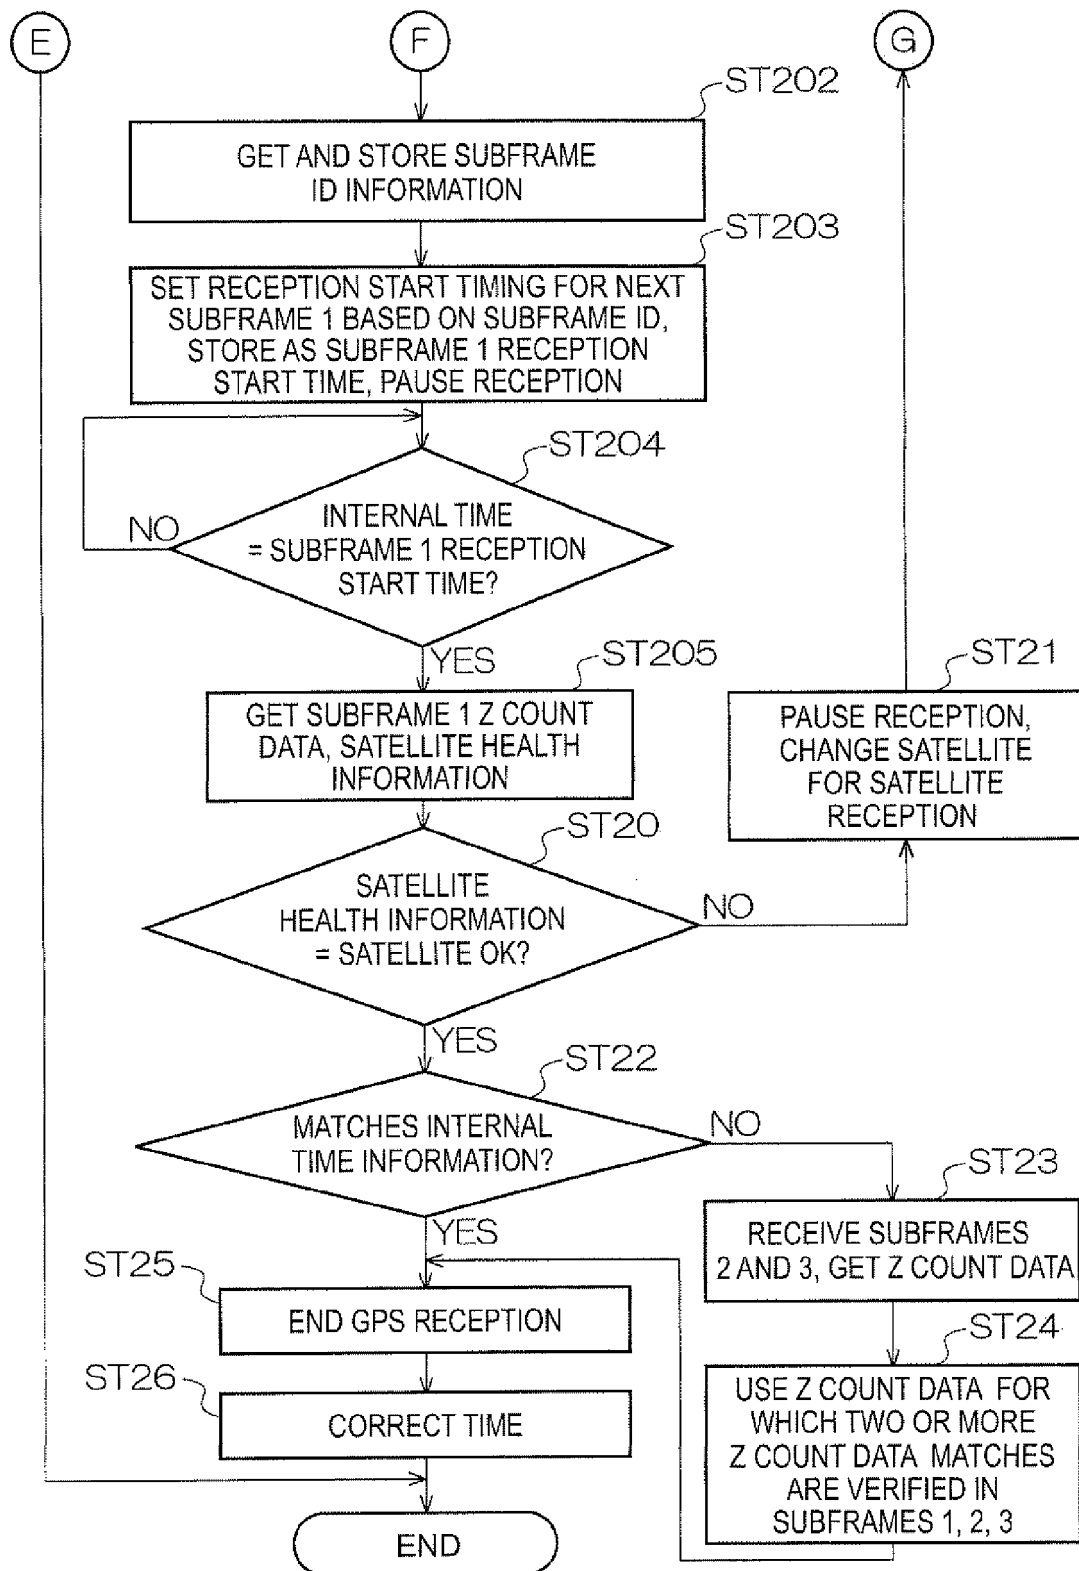 E
F
G
ST202
GET AND STORE SUBFRAME
ID INFORMATION
ST203
SET RECEPTION START TIMING FOR NEXT
SUBFRAME 1 BASED ON SUBFRAME ID,
STORE AS SUBFRAME 1 RECEPTION
START TIME, PAUSE RECEPTION
ST204
INTERNAL TIME
= SUBFRAME 1 RECEPTION
START TIME?
NO
YES
ST205
GET SUBFRAME 1 Z COUNT
DATA, SATELLITE HEALTH
INFORMATION
ST21
PAUSE RECEPTION,
CHANGE SATELLITE
FOR SATELLITE
RECEPTION
ST20
SATELLITE
HEALTH INFORMATION
= SATELLITE OK?
NO
YES
ST22
MATCHES INTERNAL
TIME INFORMATION?
NO
YES
ST23
RECEIVE SUBFRAMES
2 AND 3, GET Z COUNT DATA
ST24
USE Z COUNT DATA FOR
WHICH TWO OR MORE
Z COUNT DATA MATCHES
ARE VERIFIED IN
SUBFRAMES 1, 2, 3
ST25
END GPS RECEPTION
ST26
CORRECT TIME
END